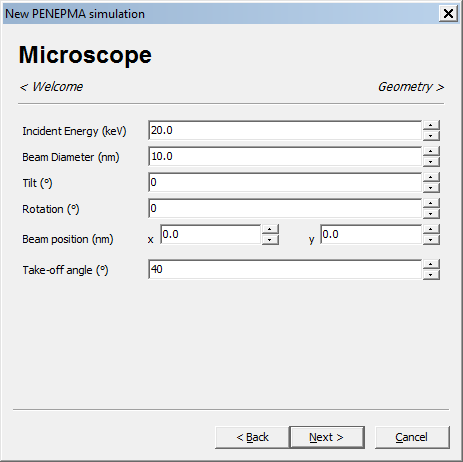 New PENEPMA simulation
Microscope
< Welcome Geometry >
Incident Energy (keV) 20.0
Beam Diameter (nm) 10.0
Tilt (°) 0
Rotation (°) 0
Beam position (nm) x 0.0 y 0.0
Take-off angle (°) 40
< Back Next > Cancel